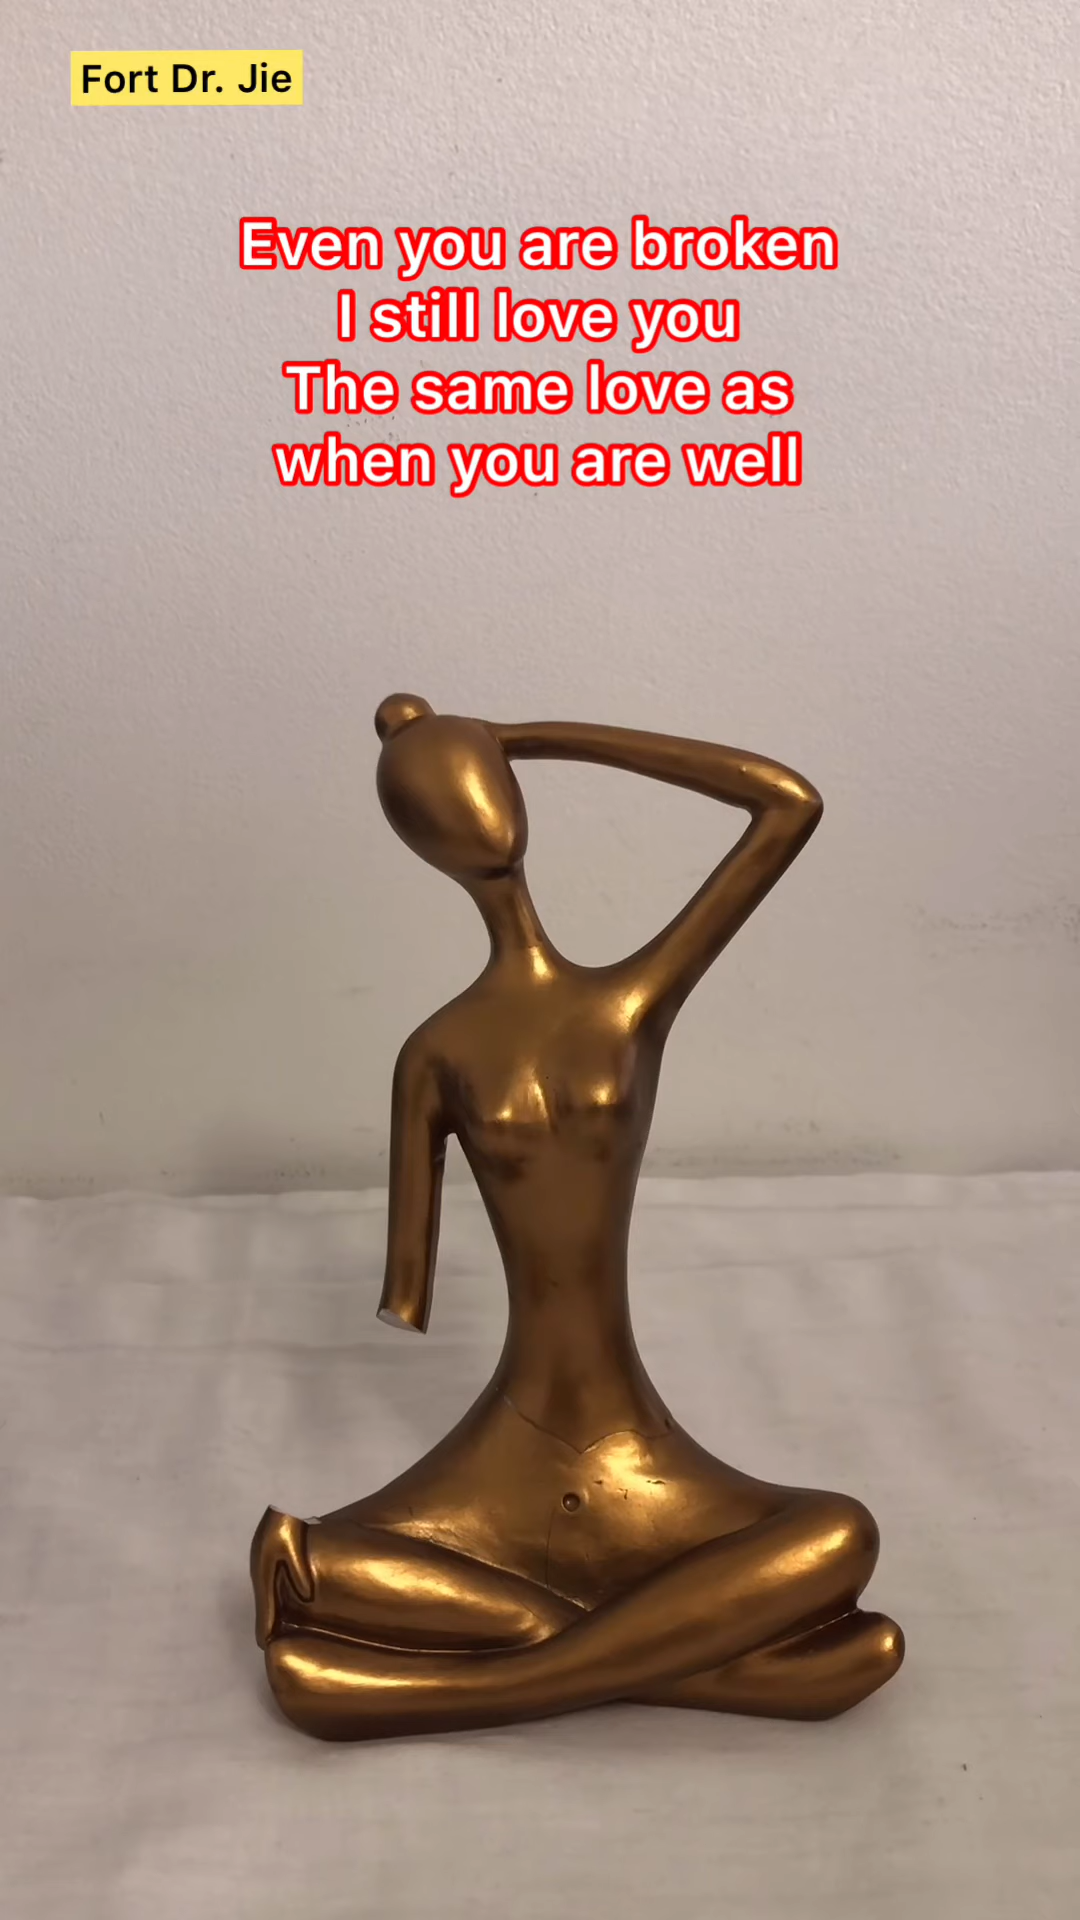 Fort Dr. Jie
Even you are broken
I still love you
The same love as
when you are well